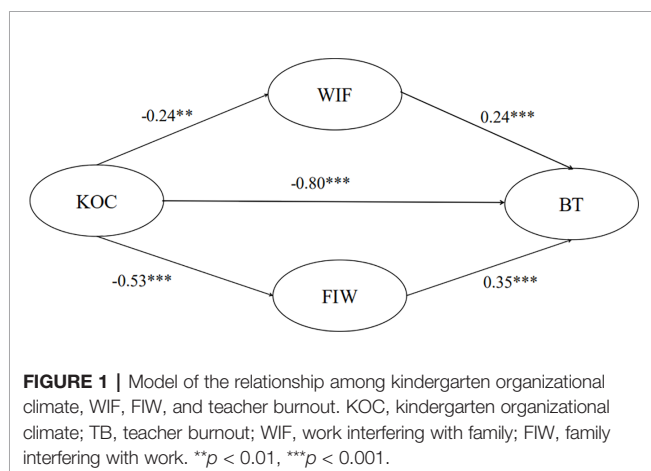 WIF
-0.24**
0.24***
-0.80***
KOC
BT
-0.53***
0.35***
FIW
FIGURE 1 | Model of the relationship among kindergarten organizational
climate, WIF, FIW, and teacher burnout. KOC, kindergarten organizational
climate; TB, teacher burnout; WIF, work interfering with family; FIW, family
interfering with work. **p < 0.01, ***p < 0.001.